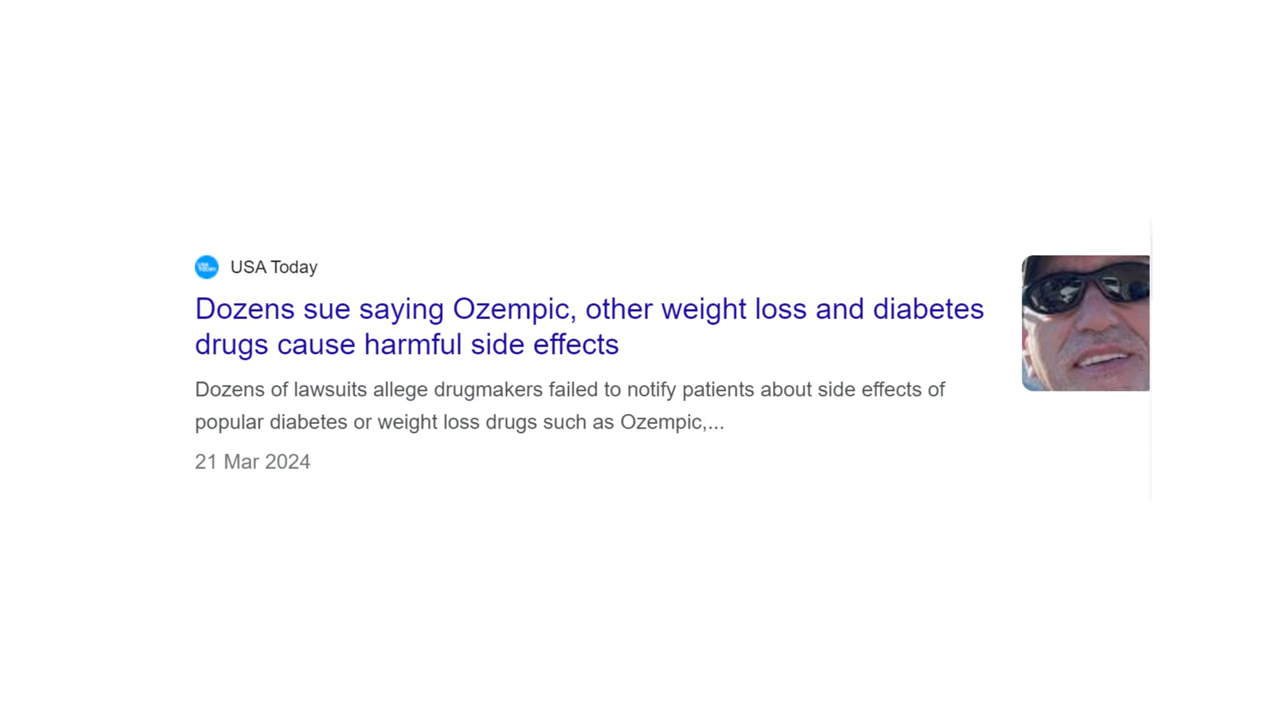 USA Today
Dozens sue saying Ozempic, other weight loss and diabetes
drugs cause harmful side effects
Dozens of lawsuits allege drugmakers failed to notify patients about side effects of
popular diabetes or weight loss drugs such as Ozempic,...
21 Mar 2024